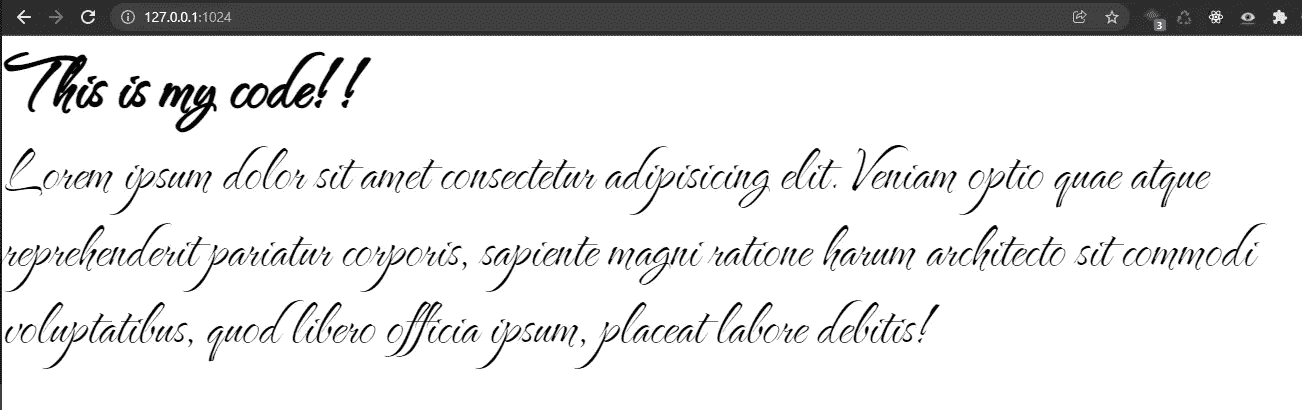 127.0.0.1:1024
3
This is my code!!
Lorem ipsum dolor sit amet consectetur adipisicing elit. Veniam optio quae atque
reprehenderit pariatur corporis, sapiente magni ratione harum architecto sit commodi
voluptatibus, quod libero officia ipsum, placeat labore debitis!